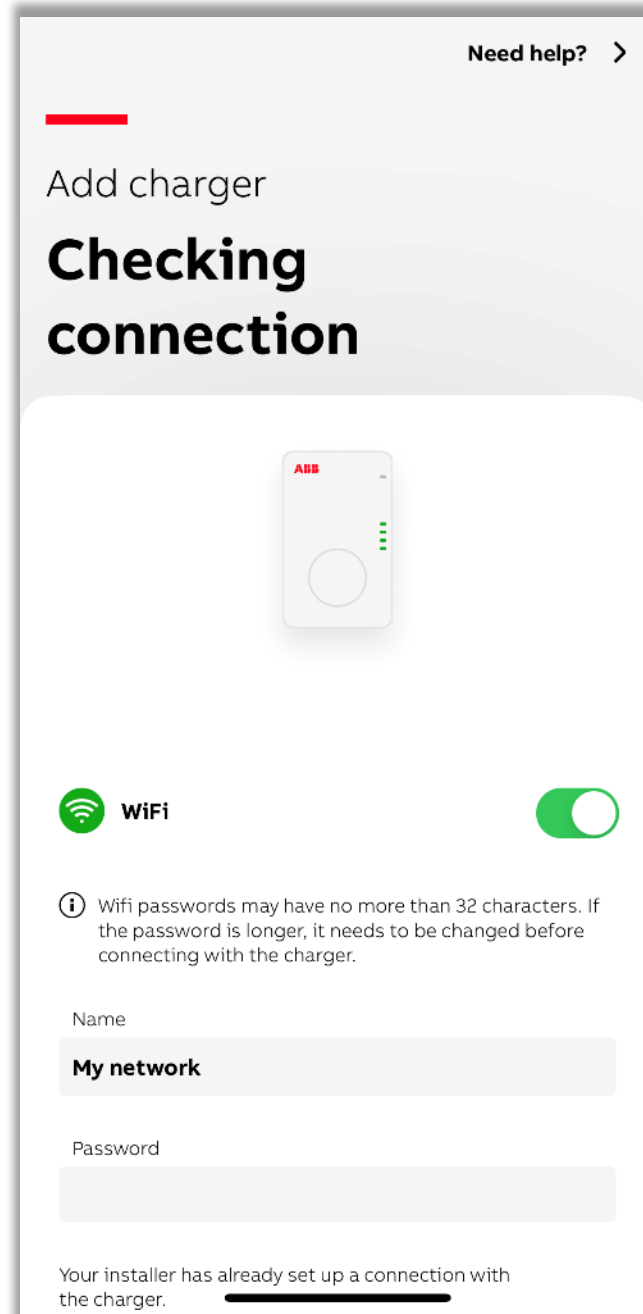 Need help?
Add charger
Checking
connection
ABB
WiFi
Wifi passwords may have no more than 32 characters. If
the password is longer, it needs to be changed before
connecting with the charger.
Name
My network
Password
Your installer has already set up a connection with
the charger.